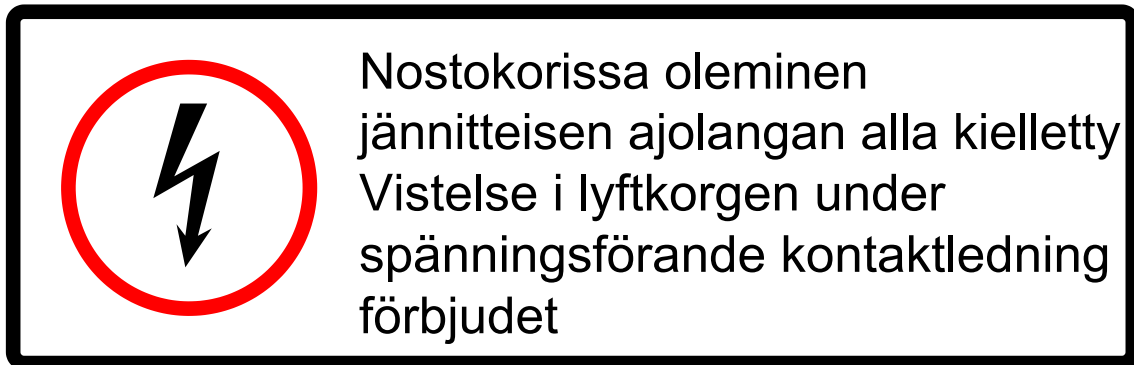 Nostokorissa oleminen
jännitteisen ajolangan alla kielletty
Vistelse i lyftkorgen under
spänningsförande kontaktledning
förbjudet